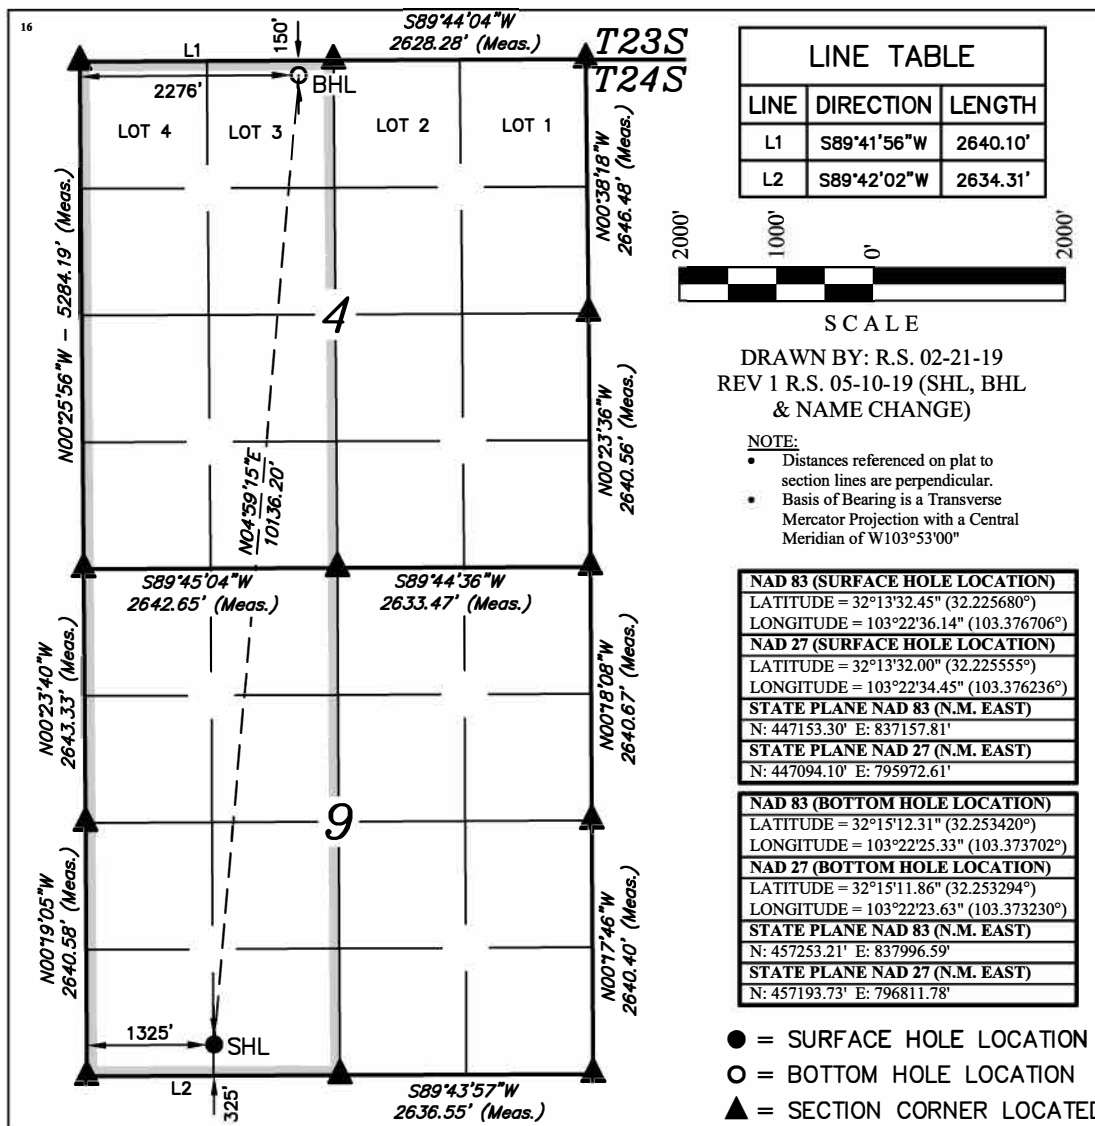 16
S89°44'04"W
2628.28' (Meas.)
150'
L1
T23S
T24S
2276'
BHL
LOT 4
LOT 3
LOT 2
LOT 1
N00°38'18"W
2646.48' (Meas.)
N00°25'56"W – 5284.19' (Meas.)
4
N00°23'36"W
2640.56' (Meas.)
N04°59'15"E
10136.20'
S89°45'04"W
2642.65' (Meas.)
S89°44'36"W
2633.47' (Meas.)
N00°23'40"W
2643.33' (Meas.)
N00°18'08"W
2640.67' (Meas.)
9
N00°19'05"W
2640.58' (Meas.)
N00°17'46"W
2640.40' (Meas.)
1325'
SHL
L2
325'
S89°43'57"W
2636.55' (Meas.)
LINE TABLE
LINE DIRECTION LENGTH
L1 S89°41'56"W 2640.10'
L2 S89°42'02"W 2634.31'
2000' 1000' 0' 2000'
SCALE
DRAWN BY: R.S. 02-21-19
REV 1 R.S. 05-10-19 (SHL, BHL
& NAME CHANGE)
NOTE:
• Distances referenced on plat to
section lines are perpendicular.
• Basis of Bearing is a Transverse
Mercator Projection with a Central
Meridian of W103°53'00"
NAD 83 (SURFACE HOLE LOCATION)
LATITUDE = 32°13'32.45" (32.225680°)
LONGITUDE = 103°22'36.14" (103.376706°)
NAD 27 (SURFACE HOLE LOCATION)
LATITUDE = 32°13'32.00" (32.225555°)
LONGITUDE = 103°22'34.45" (103.376236°)
STATE PLANE NAD 83 (N.M. EAST)
N: 447153.30' E: 837157.81'
STATE PLANE NAD 27 (N.M. EAST)
N: 447094.10' E: 795972.61'
NAD 83 (BOTTOM HOLE LOCATION)
LATITUDE = 32°15'12.31" (32.253420°)
LONGITUDE = 103°22'25.33" (103.373702°)
NAD 27 (BOTTOM HOLE LOCATION)
LATITUDE = 32°15'11.86" (32.253294°)
LONGITUDE = 103°22'23.63" (103.373230°)
STATE PLANE NAD 83 (N.M. EAST)
N: 457253.21' E: 837996.59'
STATE PLANE NAD 27 (N.M. EAST)
N: 457193.73' E: 796811.78'
= SURFACE HOLE LOCATION
= BOTTOM HOLE LOCATION
= SECTION CORNER LOCATED